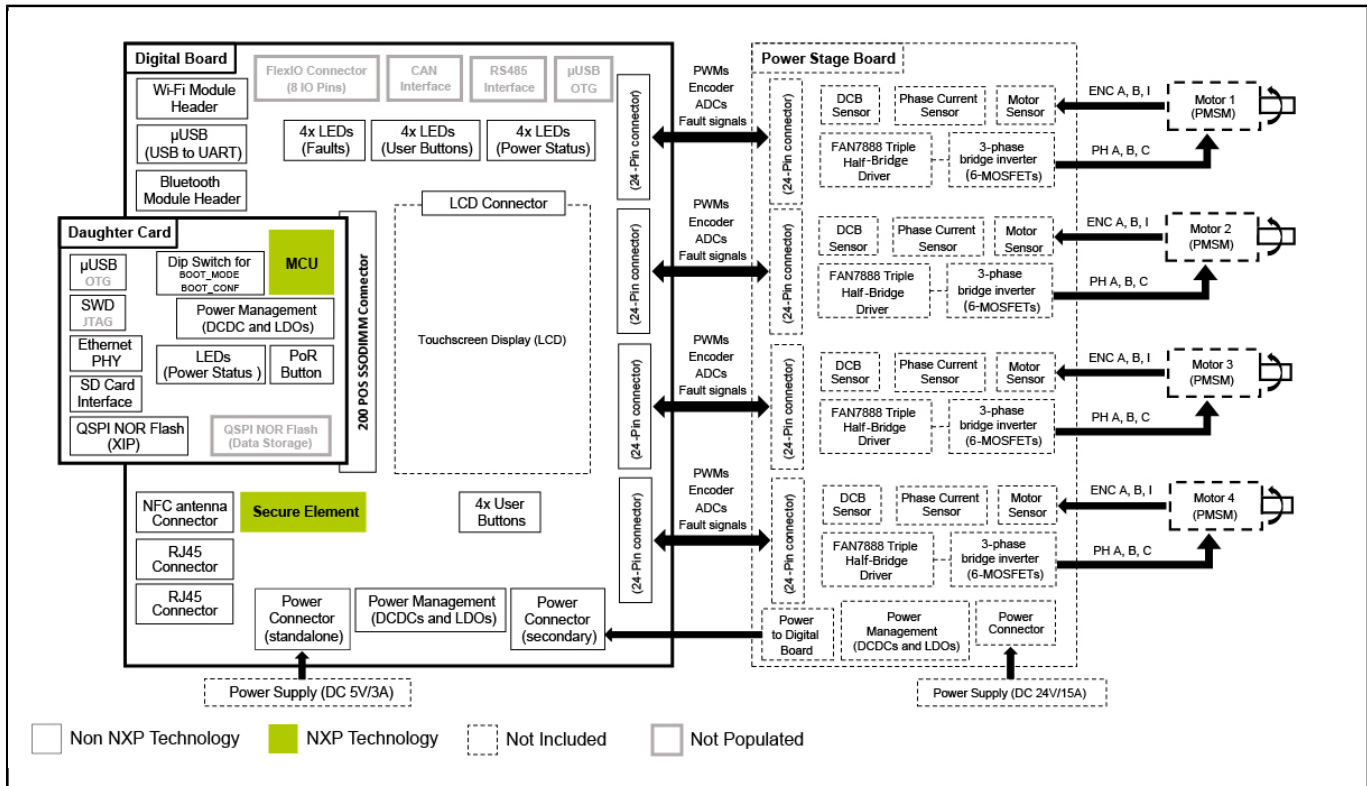 Digital Board
Wi-Fi Module
Header
µUSB
(USB to UART)
Bluetooth
Module Header
FlexIO Connector
(8 IO Pins)
CAN
Interface
RS485
Interface
µUSB
OTG
4x LEDs
(Faults)
4x LEDs
(User Buttons)
4x LEDs
(Power Status)
LCD Connector
Touchscreen Display (LCD)
Daughter Card
µUSB
OTG
SWD
JTAG
Ethernet
PHY
SD Card
Interface
QSPI NOR Flash
(XIP)
Dip Switch for
BOOT_MODE
BOOT_CONF
MCU
Power Management
(DCDC and LDOs)
LEDs
(Power Status )
PoR
Button
QSPI NOR Flash
(Data Storage)
200 POS SSODIMM Connector
NFC antenna
Connector
Secure Element
4x User
Buttons
RJ45
Connector
RJ45
Connector
Power
Connector
(standalone)
Power Management
(DCDCs and LDOs)
Power
Connector
(secondary)
Power Supply (DC 5V/3A)
(24-Pin connector)
(24-Pin connector)
(24-Pin connector)
(24-Pin connector)
PWMs
Encoder
ADCs
Fault signals
PWMs
Encoder
ADCs
Fault signals
PWMs
Encoder
ADCs
Fault signals
PWMs
Encoder
ADCs
Fault signals
Power Stage Board
(24-Pin connector)
DCB
Sensor
Phase Current
Sensor
Motor
Sensor
FAN7888 Triple
Half-Bridge
Driver
3-phase
bridge inverter
(6-MOSFETs)
ENC A, B, I
PH A, B, C
Motor 1
(PMSM)
(24-Pin connector)
DCB
Sensor
Phase Current
Sensor
Motor
Sensor
FAN7888 Triple
Half-Bridge
Driver
3-phase
bridge inverter
(6-MOSFETs)
ENC A, B, I
PH A, B, C
Motor 2
(PMSM)
(24-Pin connector)
DCB
Sensor
Phase Current
Sensor
Motor
Sensor
FAN7888 Triple
Half-Bridge
Driver
3-phase
bridge inverter
(6-MOSFETs)
ENC A, B, I
PH A, B, C
Motor 3
(PMSM)
(24-Pin connector)
DCB
Sensor
Phase Current
Sensor
Motor
Sensor
FAN7888 Triple
Half-Bridge
Driver
3-phase
bridge inverter
(6-MOSFETs)
ENC A, B, I
PH A, B, C
Motor 4
(PMSM)
Power
to Digital
Board
Power
Management
(DCDCs and LDOs)
Power
Connector
Power Supply (DC 24V/15A)
Non NXP Technology
NXP Technology
Not Included
Not Populated